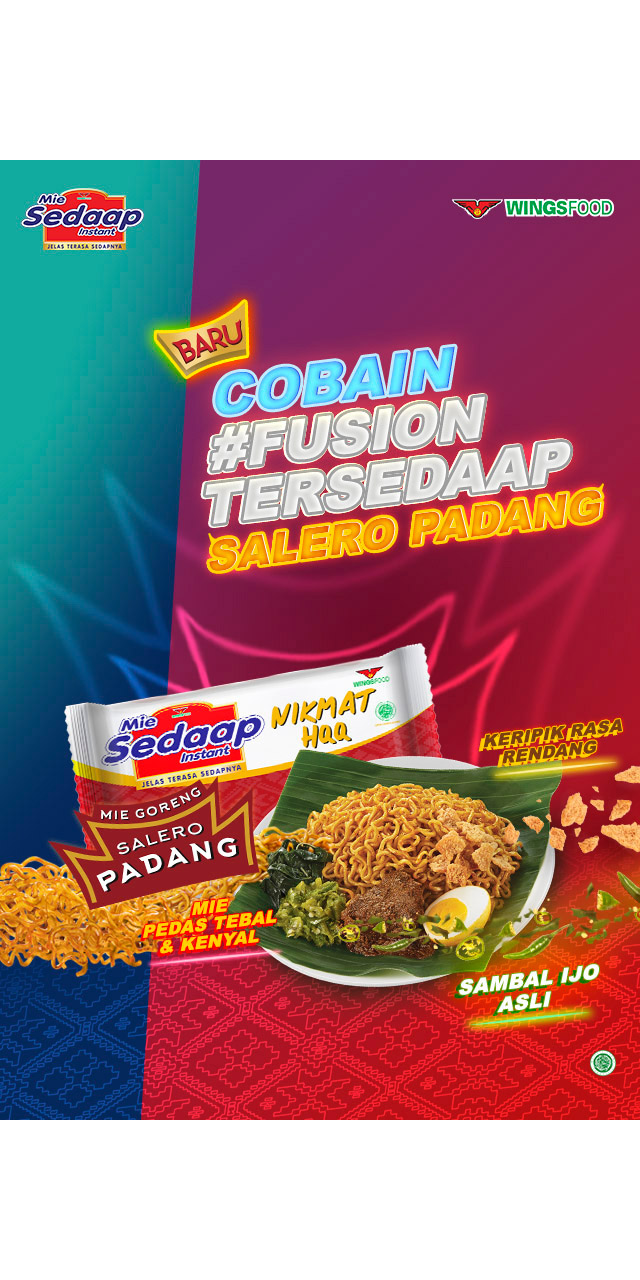 Mie
Sedaap
Instant
JELAS TERASA SEDAPNYA
WINGSFOOD
BARU
COBAIN
#FUSION
TERSEDAAP
SALERO PADANG
WINGSFOOD
Mie
Sedaap
Instant
JELAS TERASA SEDAPNYA
NIKMAT
Haa
MIE GORENG
SALERO
PADANG
KERIPIK RASA
RENDANG
MIE
PEDAS TEBAL
& KENYAL
SAMBAL IJO
ASLI